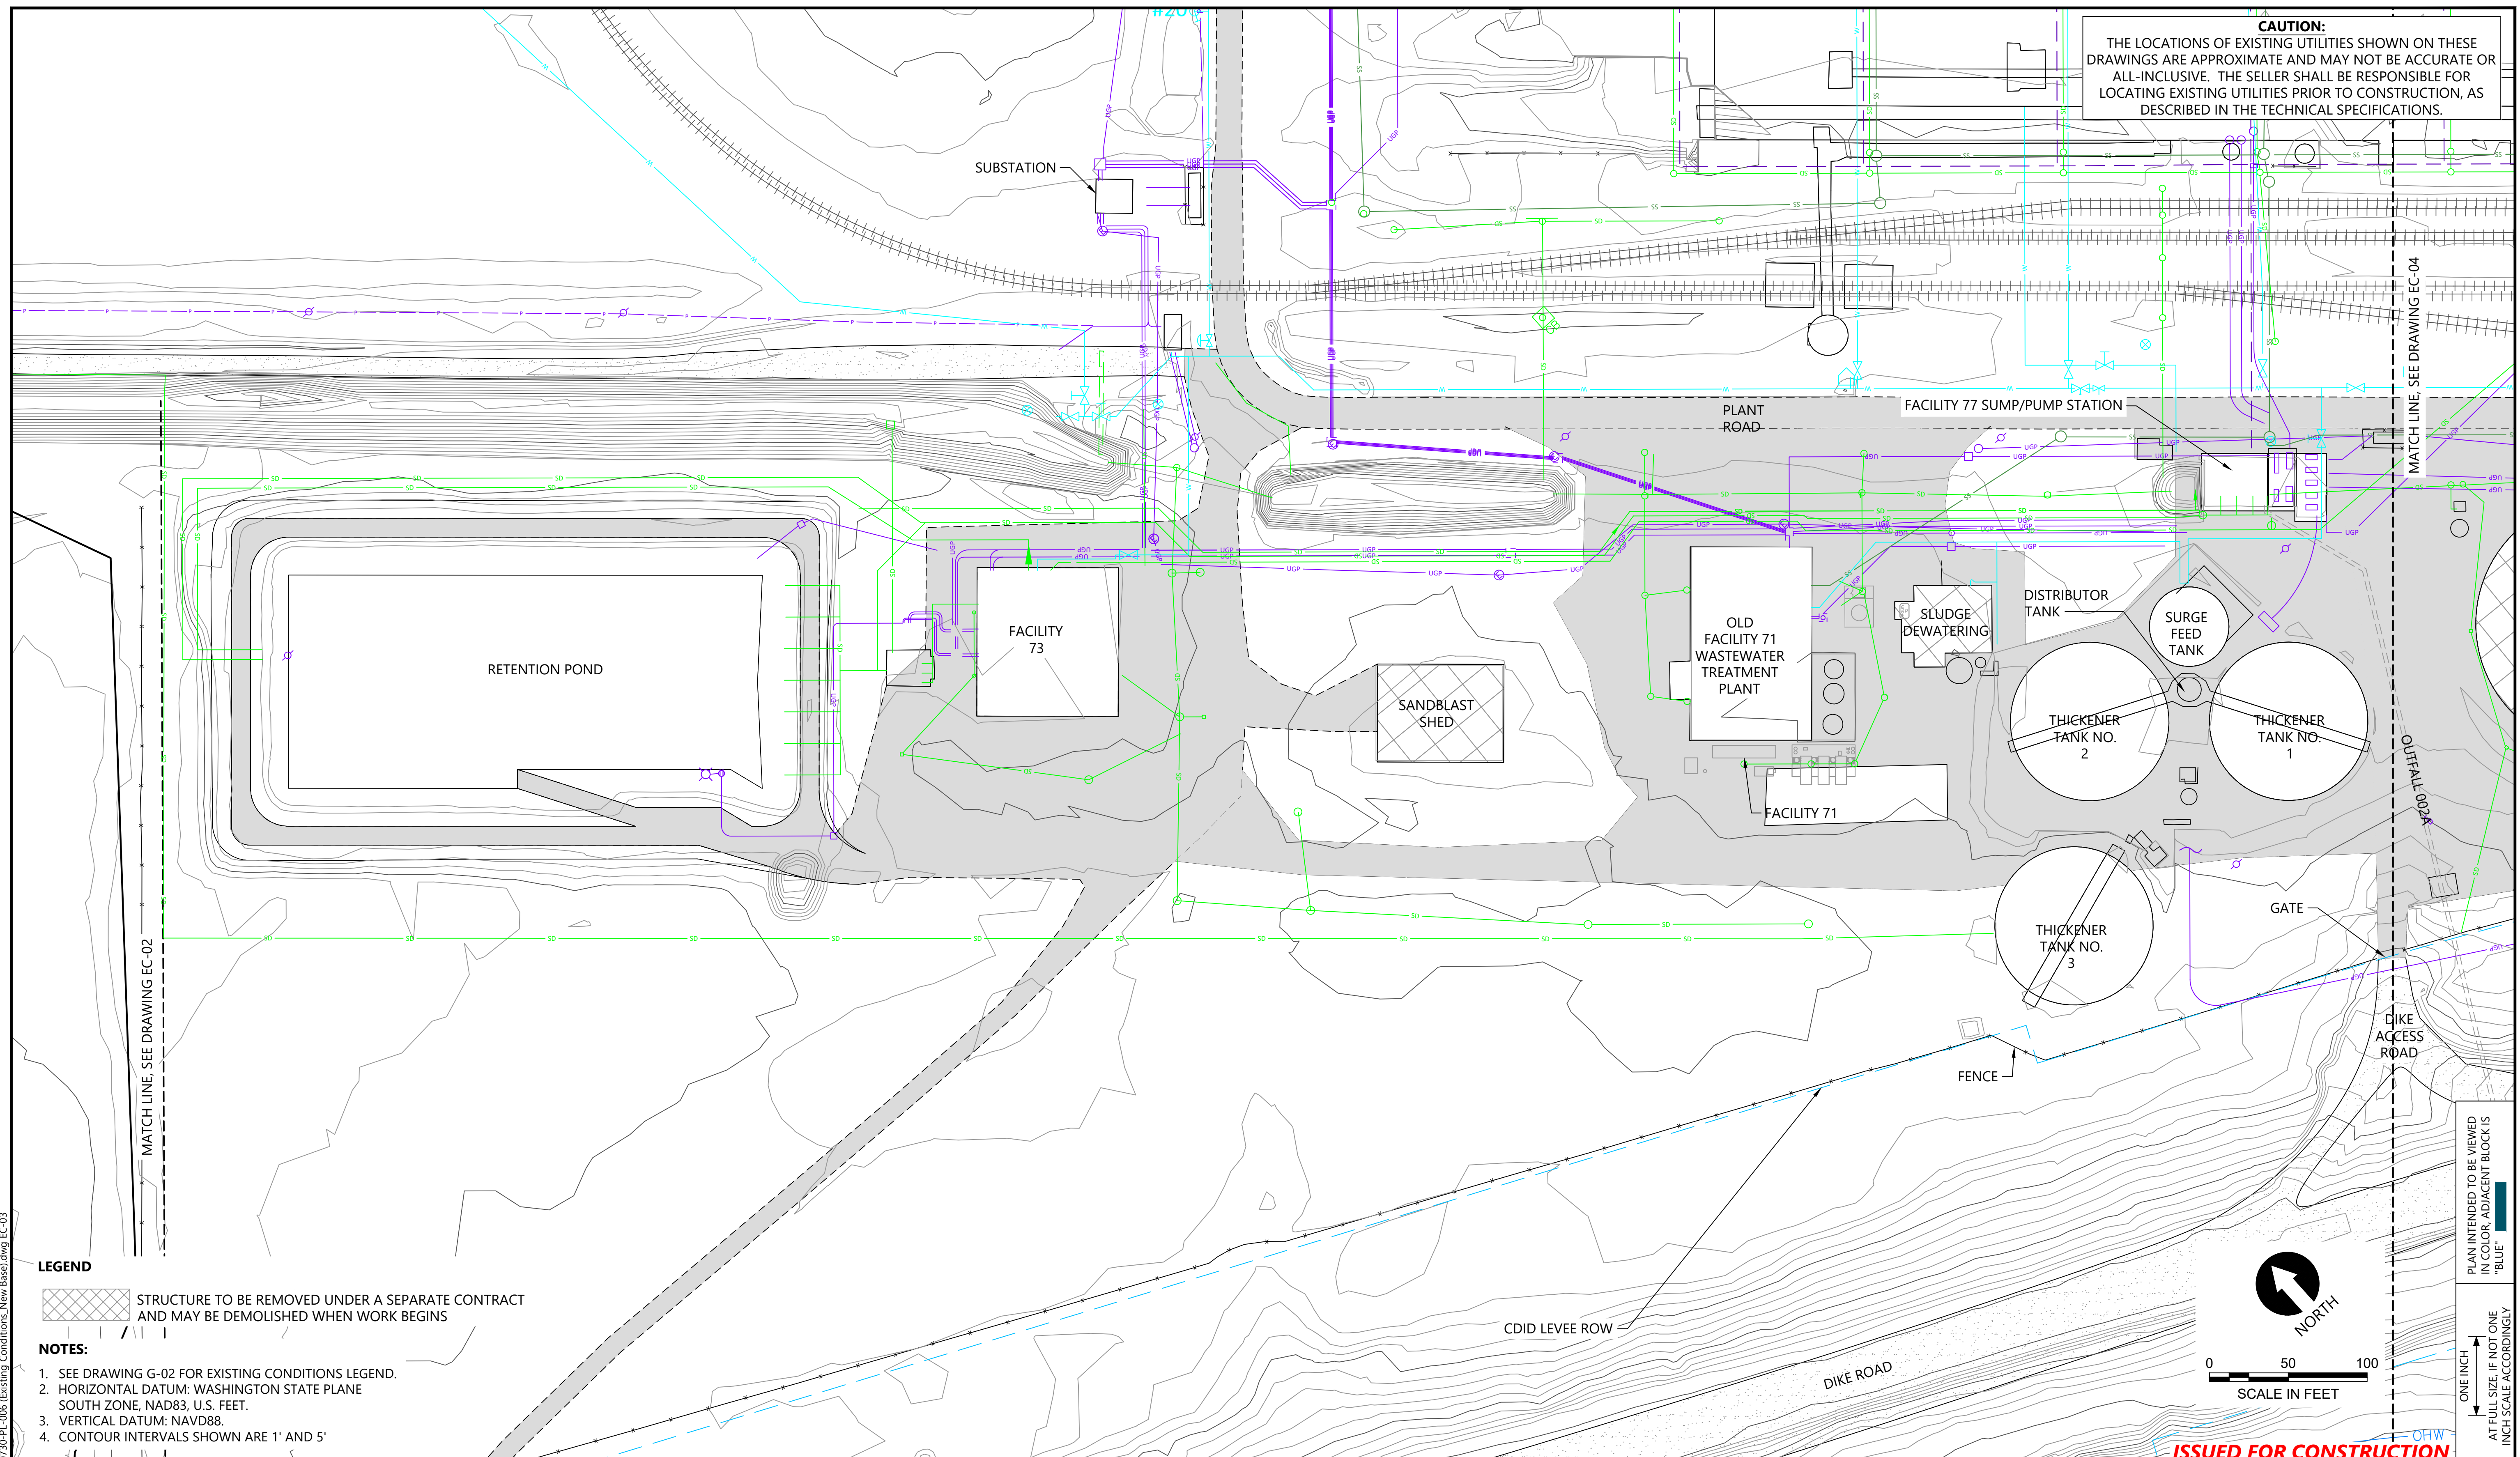 CAUTION:
THE LOCATIONS OF EXISTING UTILITIES SHOWN ON THESE
DRAWINGS ARE APPROXIMATE AND MAY NOT BE ACCURATE OR
ALL-INCLUSIVE. THE SELLER SHALL BE RESPONSIBLE FOR
LOCATING EXISTING UTILITIES PRIOR TO CONSTRUCTION, AS
DESCRIBED IN THE TECHNICAL SPECIFICATIONS.
SUBSTATION
PLANT
ROAD
FACILITY 77 SUMP/PUMP STATION
MATCH LINE, SEE DRAWING EC-04
RETENTION POND
FACILITY
73
SANDBLAST
SHED
OLD
FACILITY 71
WASTEWATER
TREATMENT
PLANT
FACILITY 71
SLUDGE
DEWATERING
DISTRIBUTOR
TANK
SURGE
FEED
TANK
THICKENER
TANK NO.
2
THICKENER
TANK NO.
1
OUTFALL 002A
THICKENER
TANK NO.
3
GATE
DIKE
ACCESS
ROAD
FENCE
MATCH LINE, SEE DRAWING EC-02
CDID LEVEE ROW
DIKE ROAD
LEGEND
STRUCTURE TO BE REMOVED UNDER A SEPARATE CONTRACT
AND MAY BE DEMOLISHED WHEN WORK BEGINS
NOTES:
1. SEE DRAWING G-02 FOR EXISTING CONDITIONS LEGEND.
2. HORIZONTAL DATUM: WASHINGTON STATE PLANE
SOUTH ZONE, NAD83, U.S. FEET.
3. VERTICAL DATUM: NAVD88.
4. CONTOUR INTERVALS SHOWN ARE 1' AND 5'
NORTH
0 50 100
SCALE IN FEET
PLAN INTENDED TO BE VIEWED
IN COLOR, ADJACENT BLOCK IS
"BLUE"
ONE INCH
AT FULL SIZE, IF NOT ONE
INCH SCALE ACCORDINGLY
OHW
ISSUED FOR CONSTRUCTION